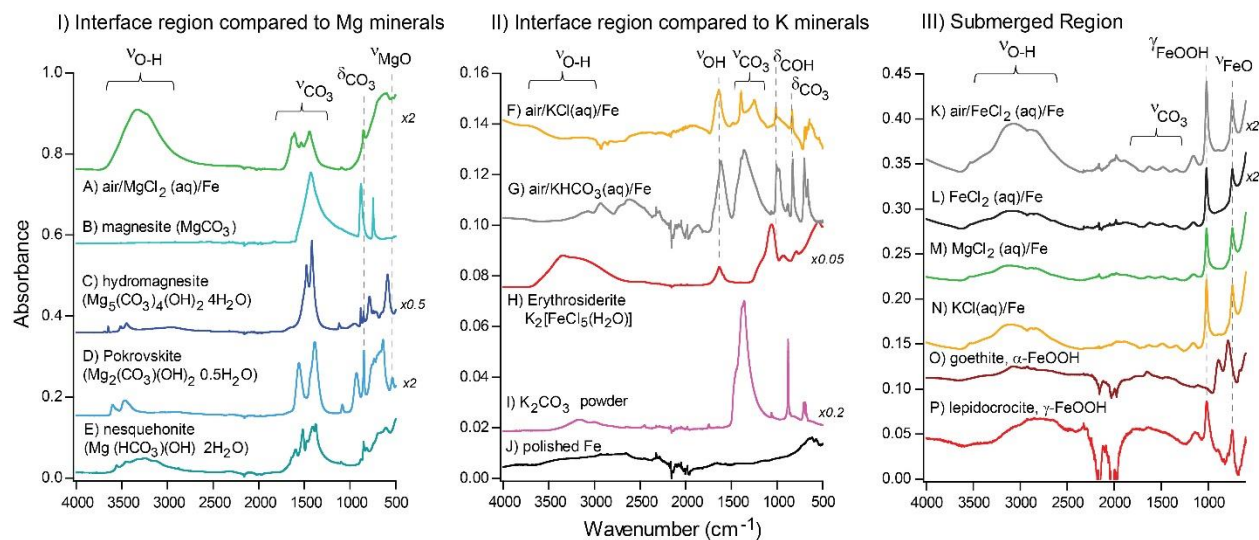 I) Interface region compared to Mg minerals
νO-H
νCO3
δCO3
νMgO
1.0
0.8
0.6
0.4
0.2
0.0
Absorbance
x2
A) air/MgCl2 (aq)/Fe
B) magnesite (MgCO3)
C) hydromagnesite
(Mg5(CO3)4(OH)2 4H2O)
x0.5
D) Pokrovskite
(Mg2(CO3)(OH)2 0.5H2O)
x2
E) nesquehonite
(Mg (HCO3)(OH) 2H2O)
4000 3500 3000 2500 2000 1500 1000 500
II) Interface region compared to K minerals
νO-H
νOH
νCO3
δCOH
δCO3
0.16
0.14
0.12
0.10
0.08
0.06
0.04
0.02
0.00
F) air/KCl(aq)/Fe
G) air/KHCO3(aq)/Fe
x0.05
H) Erythrosiderite
K2[FeCl5(H2O)]
I) K2CO3 powder
x0.2
J) polished Fe
4000 3500 3000 2500 2000 1500 1000 500
Wavenumber (cm-1)
III) Submerged Region
νO-H
νCO3
γFeOOH
νFeO
0.45
0.40
0.35
0.30
0.25
0.20
0.15
0.10
0.05
0.00
K) air/FeCl2 (aq)/Fe
x2
L) FeCl2 (aq)/Fe
x2
M) MgCl2 (aq)/Fe
N) KCl(aq)/Fe
O) goethite, α-FeOOH
P) lepidocrocite, γ-FeOOH
4000 3500 3000 2500 2000 1500 1000